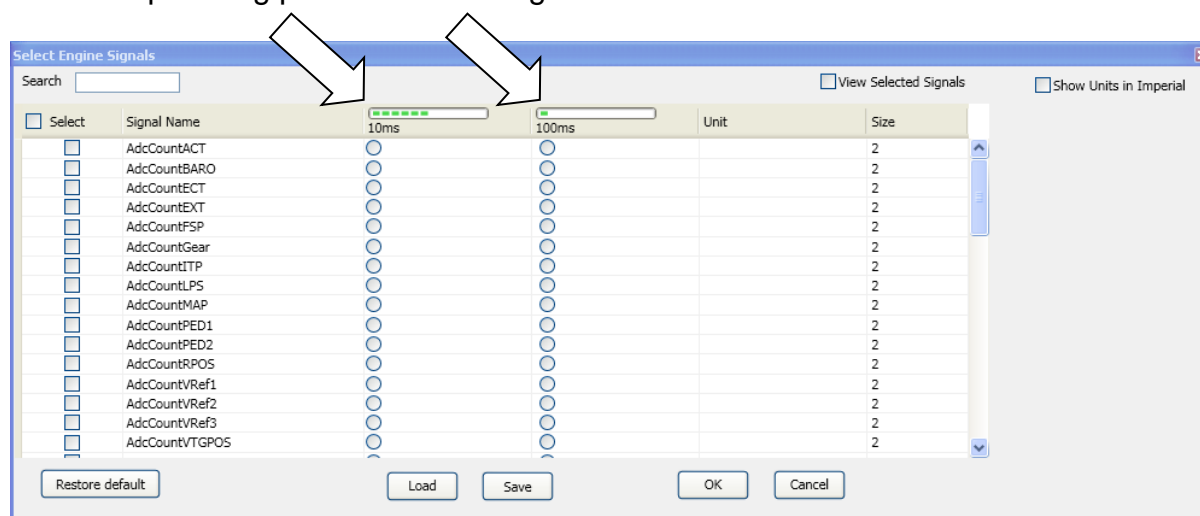 Select Engine Signals
Search
View Selected Signals
Show Units in Imperial
Select Signal Name 10ms 100ms Unit Size
AdcCountACT 2
AdcCountBARO 2
AdcCountECT 2
AdcCountEXT 2
AdcCountFSP 2
AdcCountGear 2
AdcCountITP 2
AdcCountLPS 2
AdcCountMAP 2
AdcCountPED1 2
AdcCountPED2 2
AdcCountRPOS 2
AdcCountVRef1 2
AdcCountVRef2 2
AdcCountVRef3 2
AdcCountVTGPOS 2
Restore default Load Save OK Cancel